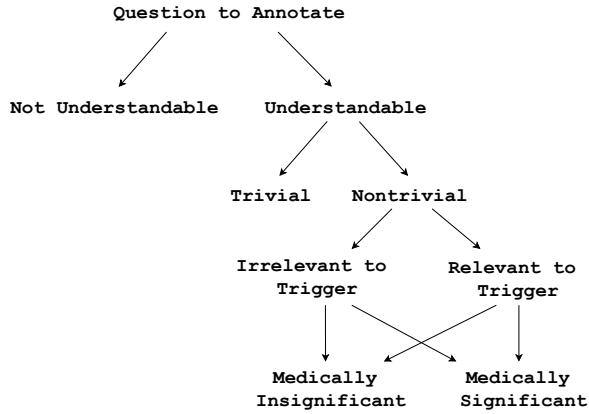 Question to Annotate
Not Understandable
Understandable
Trivial
Nontrivial
Irrelevant to
Trigger
Relevant to
Trigger
Medically
Insignificant
Medically
Significant